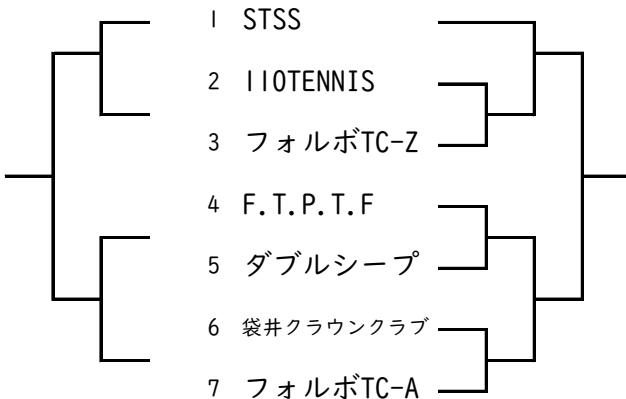 1 STSS
2 110TENNIS
3 フォルボTC-Z
4 F.T.P.T.F
5 ダブルシープ
6 袋井クラウンクラブ
7 フォルボTC-A